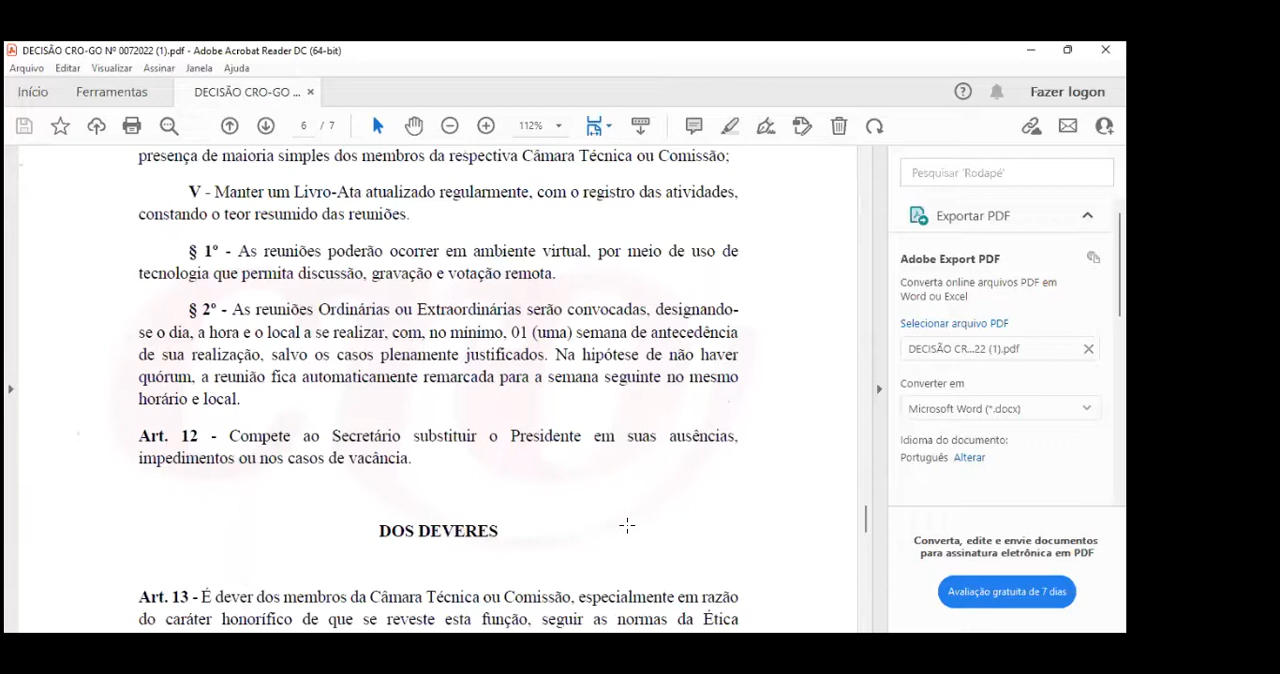 DECISÃO CRO-GO Nº 0072022 (1).pdf - Adobe Acrobat Reader DC (64-bit)
Arquivo Editar Visualizar Assinar Janela Ajuda
Início Ferramentas DECISÃO CRO-GO ... × Fazer logon
6 / 7 112%
presença de maioria simples dos membros da respectiva Câmara Técnica ou Comissão;
V - Manter um Livro-Ata atualizado regularmente, com o registro das atividades,
constando o teor resumido das reuniões.
§ 1º - As reuniões poderão ocorrer em ambiente virtual, por meio de uso de
tecnologia que permita discussão, gravação e votação remota.
§ 2º - As reuniões Ordinárias ou Extraordinárias serão convocadas, designando-
se o dia, a hora e o local a se realizar, com, no mínimo, 01 (uma) semana de antecedência
de sua realização, salvo os casos plenamente justificados. Na hipótese de não haver
quórum, a reunião fica automaticamente remarcada para a semana seguinte no mesmo
horário e local.
Art. 12 - Compete ao Secretário substituir o Presidente em suas ausências,
impedimentos ou nos casos de vacância.
DOS DEVERES
Art. 13 - É dever dos membros da Câmara Técnica ou Comissão, especialmente em razão
do caráter honorífico de que se reveste esta função, seguir as normas da Ética
Pesquisar 'Rodapé'
Exportar PDF
Adobe Export PDF
Converta online arquivos PDF em
Word ou Excel
Selecionar arquivo PDF
DECISÃO CR...22 (1).pdf
Converter em
Microsoft Word (*.docx)
Idioma do documento:
Português Alterar
Converta, edite e envie documentos
para assinatura eletrônica em PDF
Avaliação gratuita de 7 dias